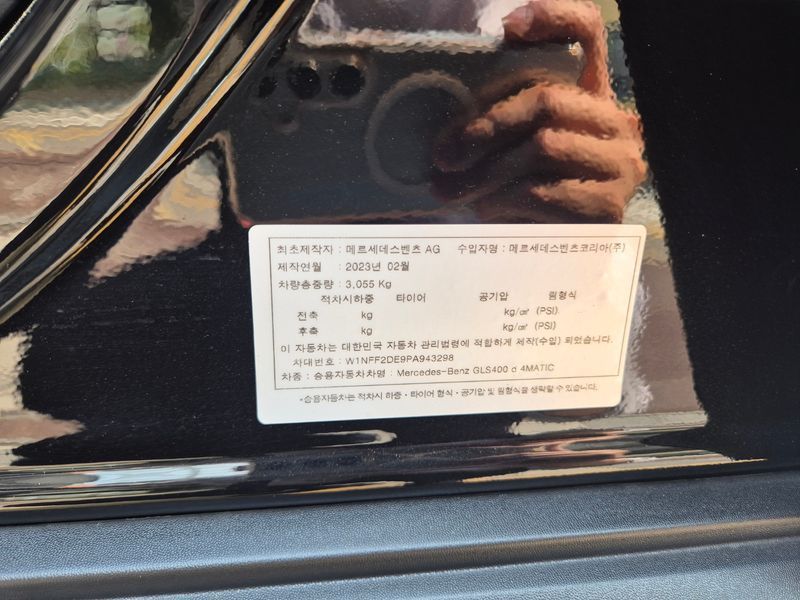 최초제작자 : 메르세데스벤츠 AG 수입자명 : 메르세데스벤츠코리아(주)
제작연월 : 2023년 02월
차량총중량 : 3,055 Kg
적차시하중 타이어 공기압 림형식
전축 kg kg/㎠ (PSI)
후축 kg kg/㎠ (PSI)
이 자동차는 대한민국 자동차 관리법령에 적합하게 제작(수입) 되었습니다.
차대번호 : W1NFF2DE9PA943298
차종 : 승용자동차차명 : Mercedes-Benz GLS400 d 4MATIC
*승용자동차는 적차시 하중·타이어 형식·공기압 및 림형식을 생략할 수 있습니다.